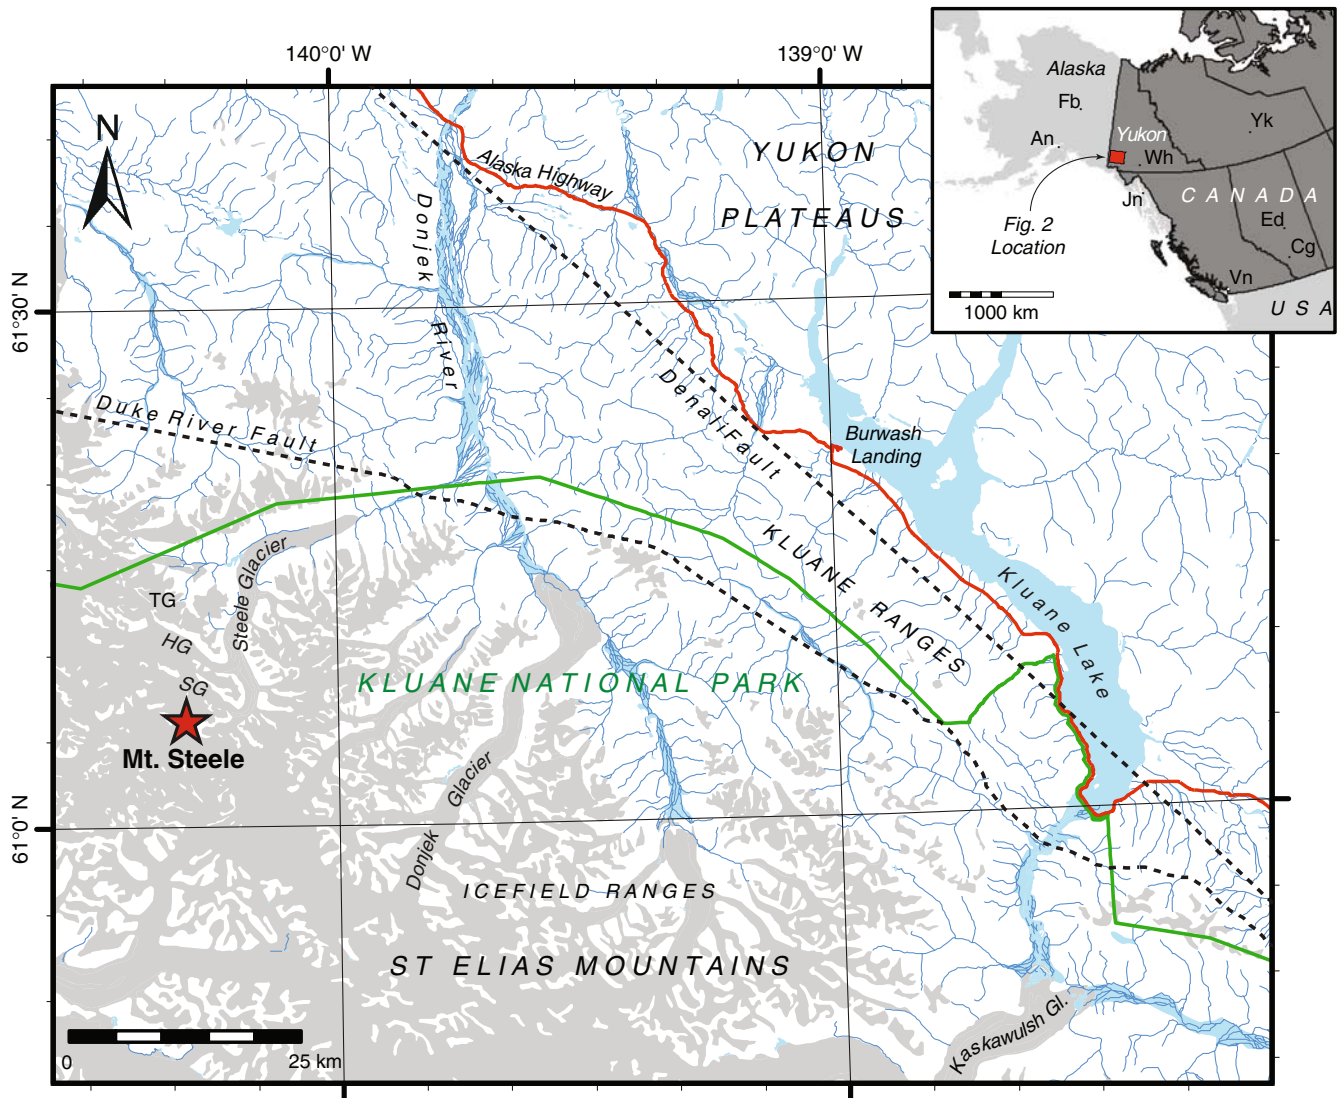 140°0' W
139°0' W
61°30' N
61°0' N
N
Alaska Highway
YUKON
PLATEAUS
Donjek
River
Duke River Fault
Denali Fault
Burwash
Landing
KLUANE
RANGES
Kluane Lake
Steele Glacier
TG
HG
SG
Mt. Steele
KLUANE NATIONAL PARK
Donjek Glacier
ICEFIELD RANGES
ST ELIAS MOUNTAINS
Kaskawulsh Gl.
0
25 km
Alaska
Fb
An
Yukon
Yk
Wh
Jn
CANADA
Ed
Cg
Vn
USA
Fig. 2
Location
1000 km